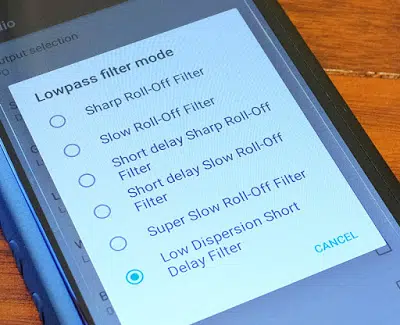 dio
utput selection
Lowpass filter mode
Sharp Roll-Off Filter
Slow Roll-Off Filter
Short delay Sharp Roll-Off
Filter
Short delay Slow Roll-Off
Filter
Super Slow Roll-Off Filter
Low Dispersion Short
Delay Filter
CANCEL